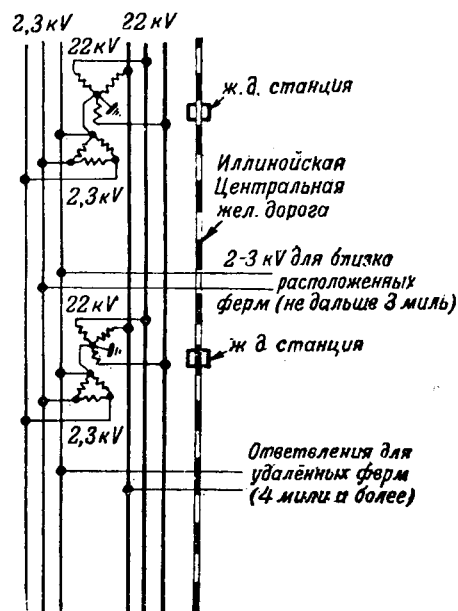 2,3 kV 22 kV
22 kV
ж.д. станция
2,3 kV
Иллинойская
Центральная
жел. дорога
2-3 kV для близко
расположенных
ферм (не дальше 3 миль)
22 kV
ж д. станция
2,3 kV
Ответвления для
удалённых ферм
(4 мили и более)